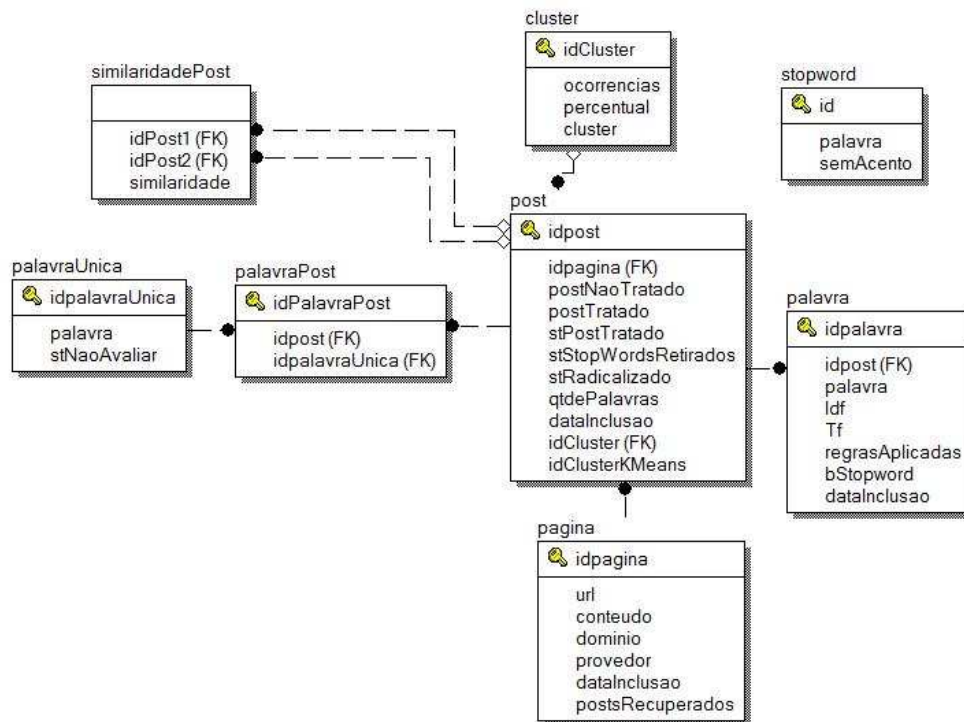 cluster
idCluster
ocorrencias
percentual
cluster
similaridadePost
idPost1 (FK)
idPost2 (FK)
similaridade
stopword
id
palavra
semAcento
post
idpost
idpagina (FK)
postNaoTratado
postTratado
stPostTratado
stStopWordsRetirados
stRadicalizado
qtdePalavras
dataInclusao
idCluster (FK)
idClusterKMeans
palavraUnica
idpalavraUnica
palavra
stNaoAvaliar
palavraPost
idPalavraPost
idpost (FK)
idpalavraUnica (FK)
palavra
idpalavra
idpost (FK)
palavra
Idf
Tf
regrasAplicadas
bStopword
dataInclusao
pagina
idpagina
url
conteudo
dominio
provedor
dataInclusao
postsRecuperados